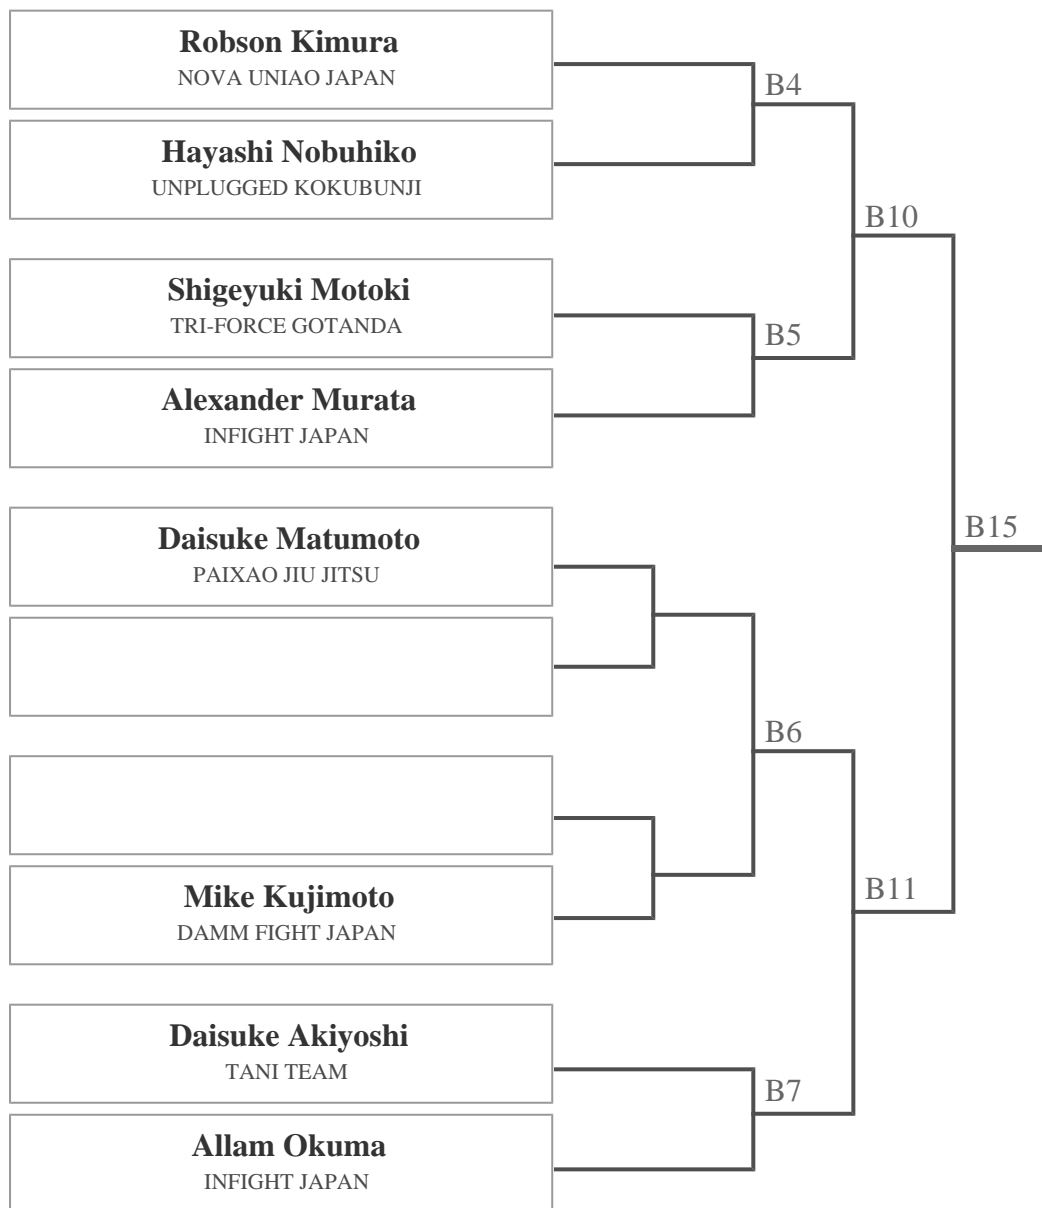 Robson Kimura
NOVA UNIAO JAPAN
B4
Hayashi Nobuhiko
UNPLUGGED KOKUBUNJI
B10
Shigeyuki Motoki
TRI-FORCE GOTANDA
B5
Alexander Murata
INFIGHT JAPAN
Daisuke Matumoto
PAIXAO JIU JITSU
B15
B6
Mike Kujimoto
DAMM FIGHT JAPAN
B11
Daisuke Akiyoshi
TANI TEAM
B7
Allam Okuma
INFIGHT JAPAN